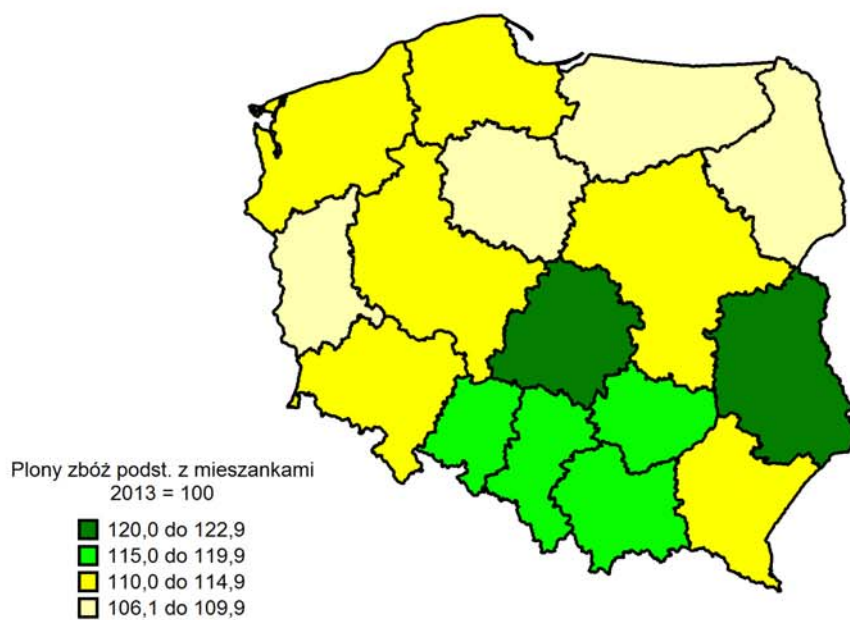 Plony zbóż podst. z mieszankami
2013 = 100
120,0 do 122,9
115,0 do 119,9
110,0 do 114,9
106,1 do 109,9